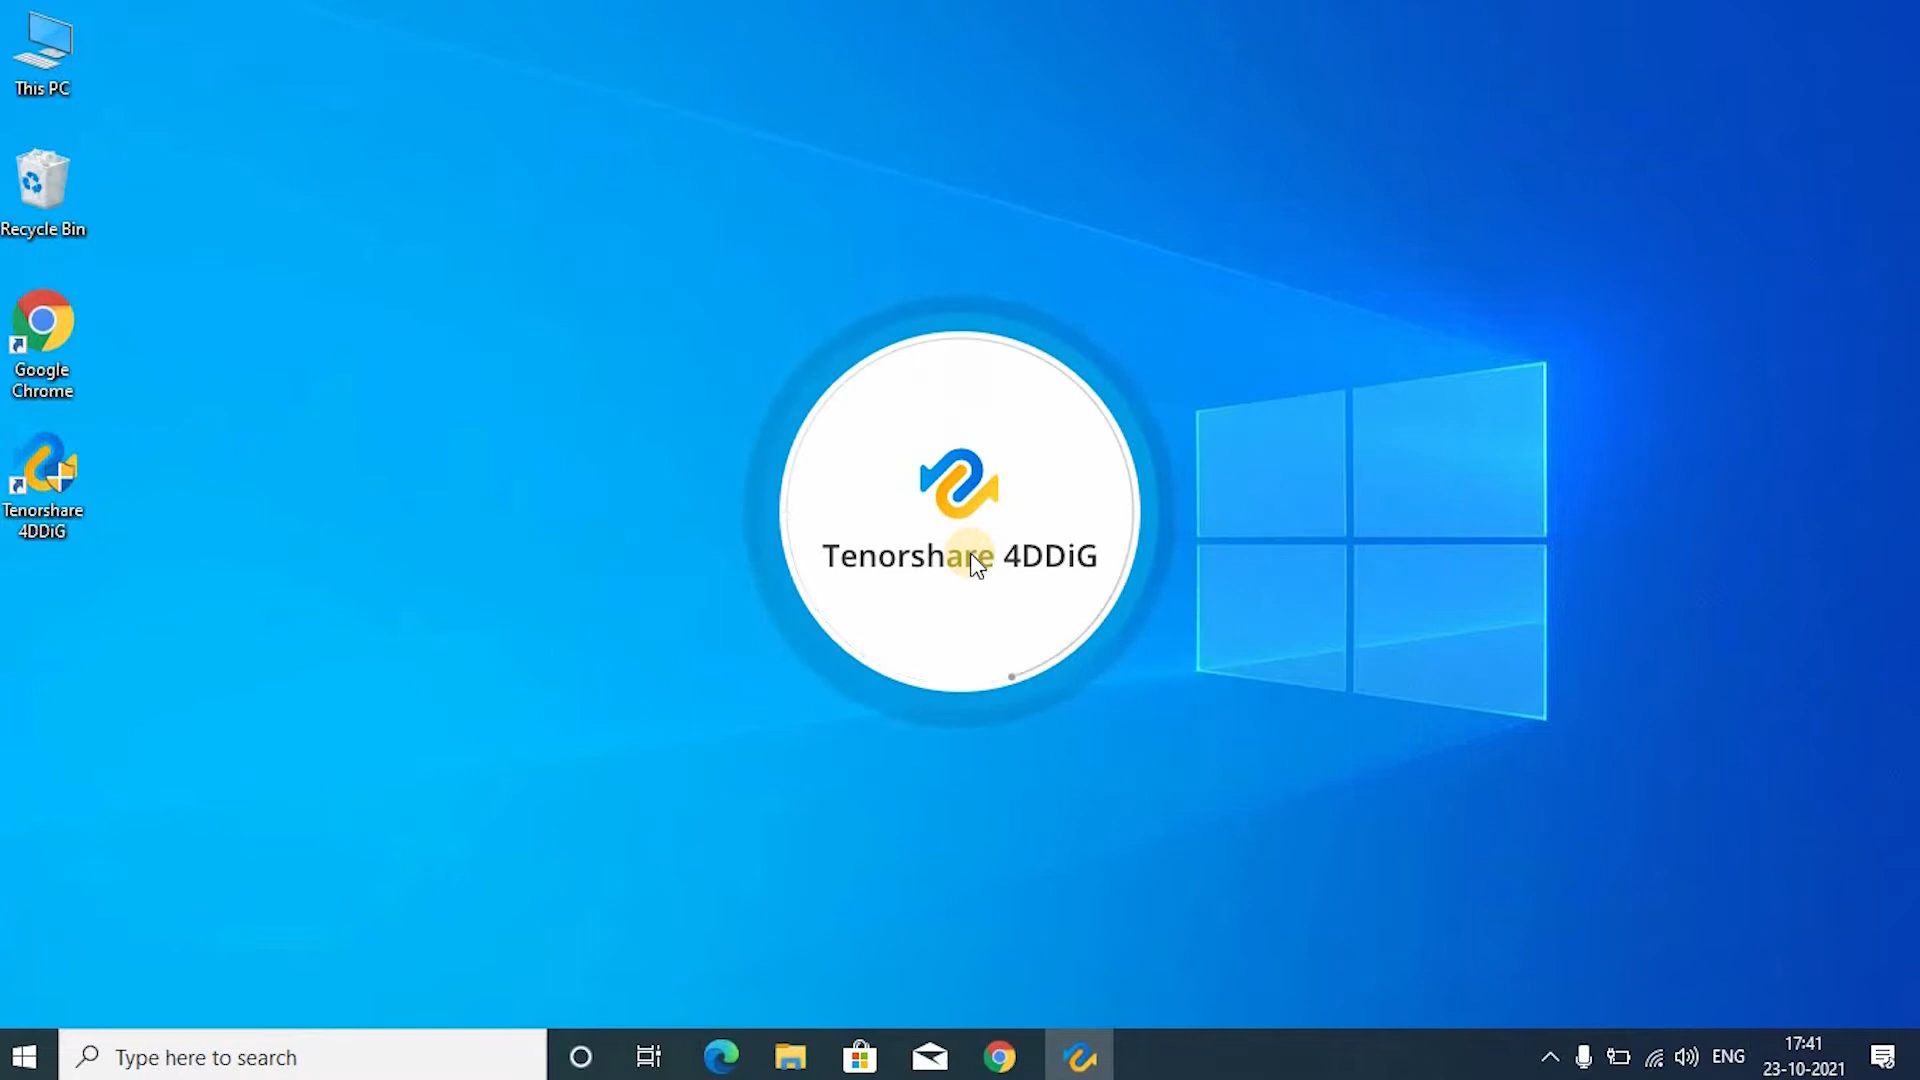 This PC
Recycle Bin
Google
Chrome
Tenorshare
4DDiG
Tenorshare 4DDiG
Type here to search
ENG
17:41
23-10-2021